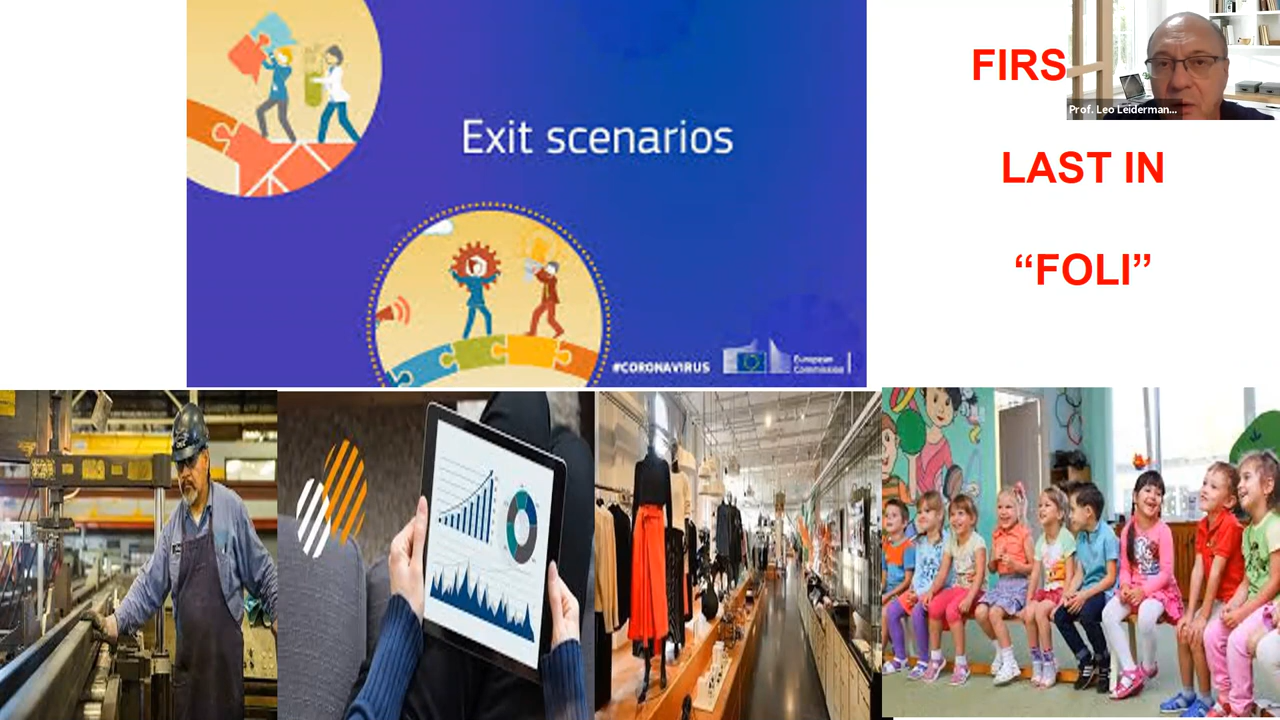 Exit scenarios
#CORONAVIRUS
European
Commission
FIRS
LAST IN
“FOLI”
Prof. Leo Leiderman...